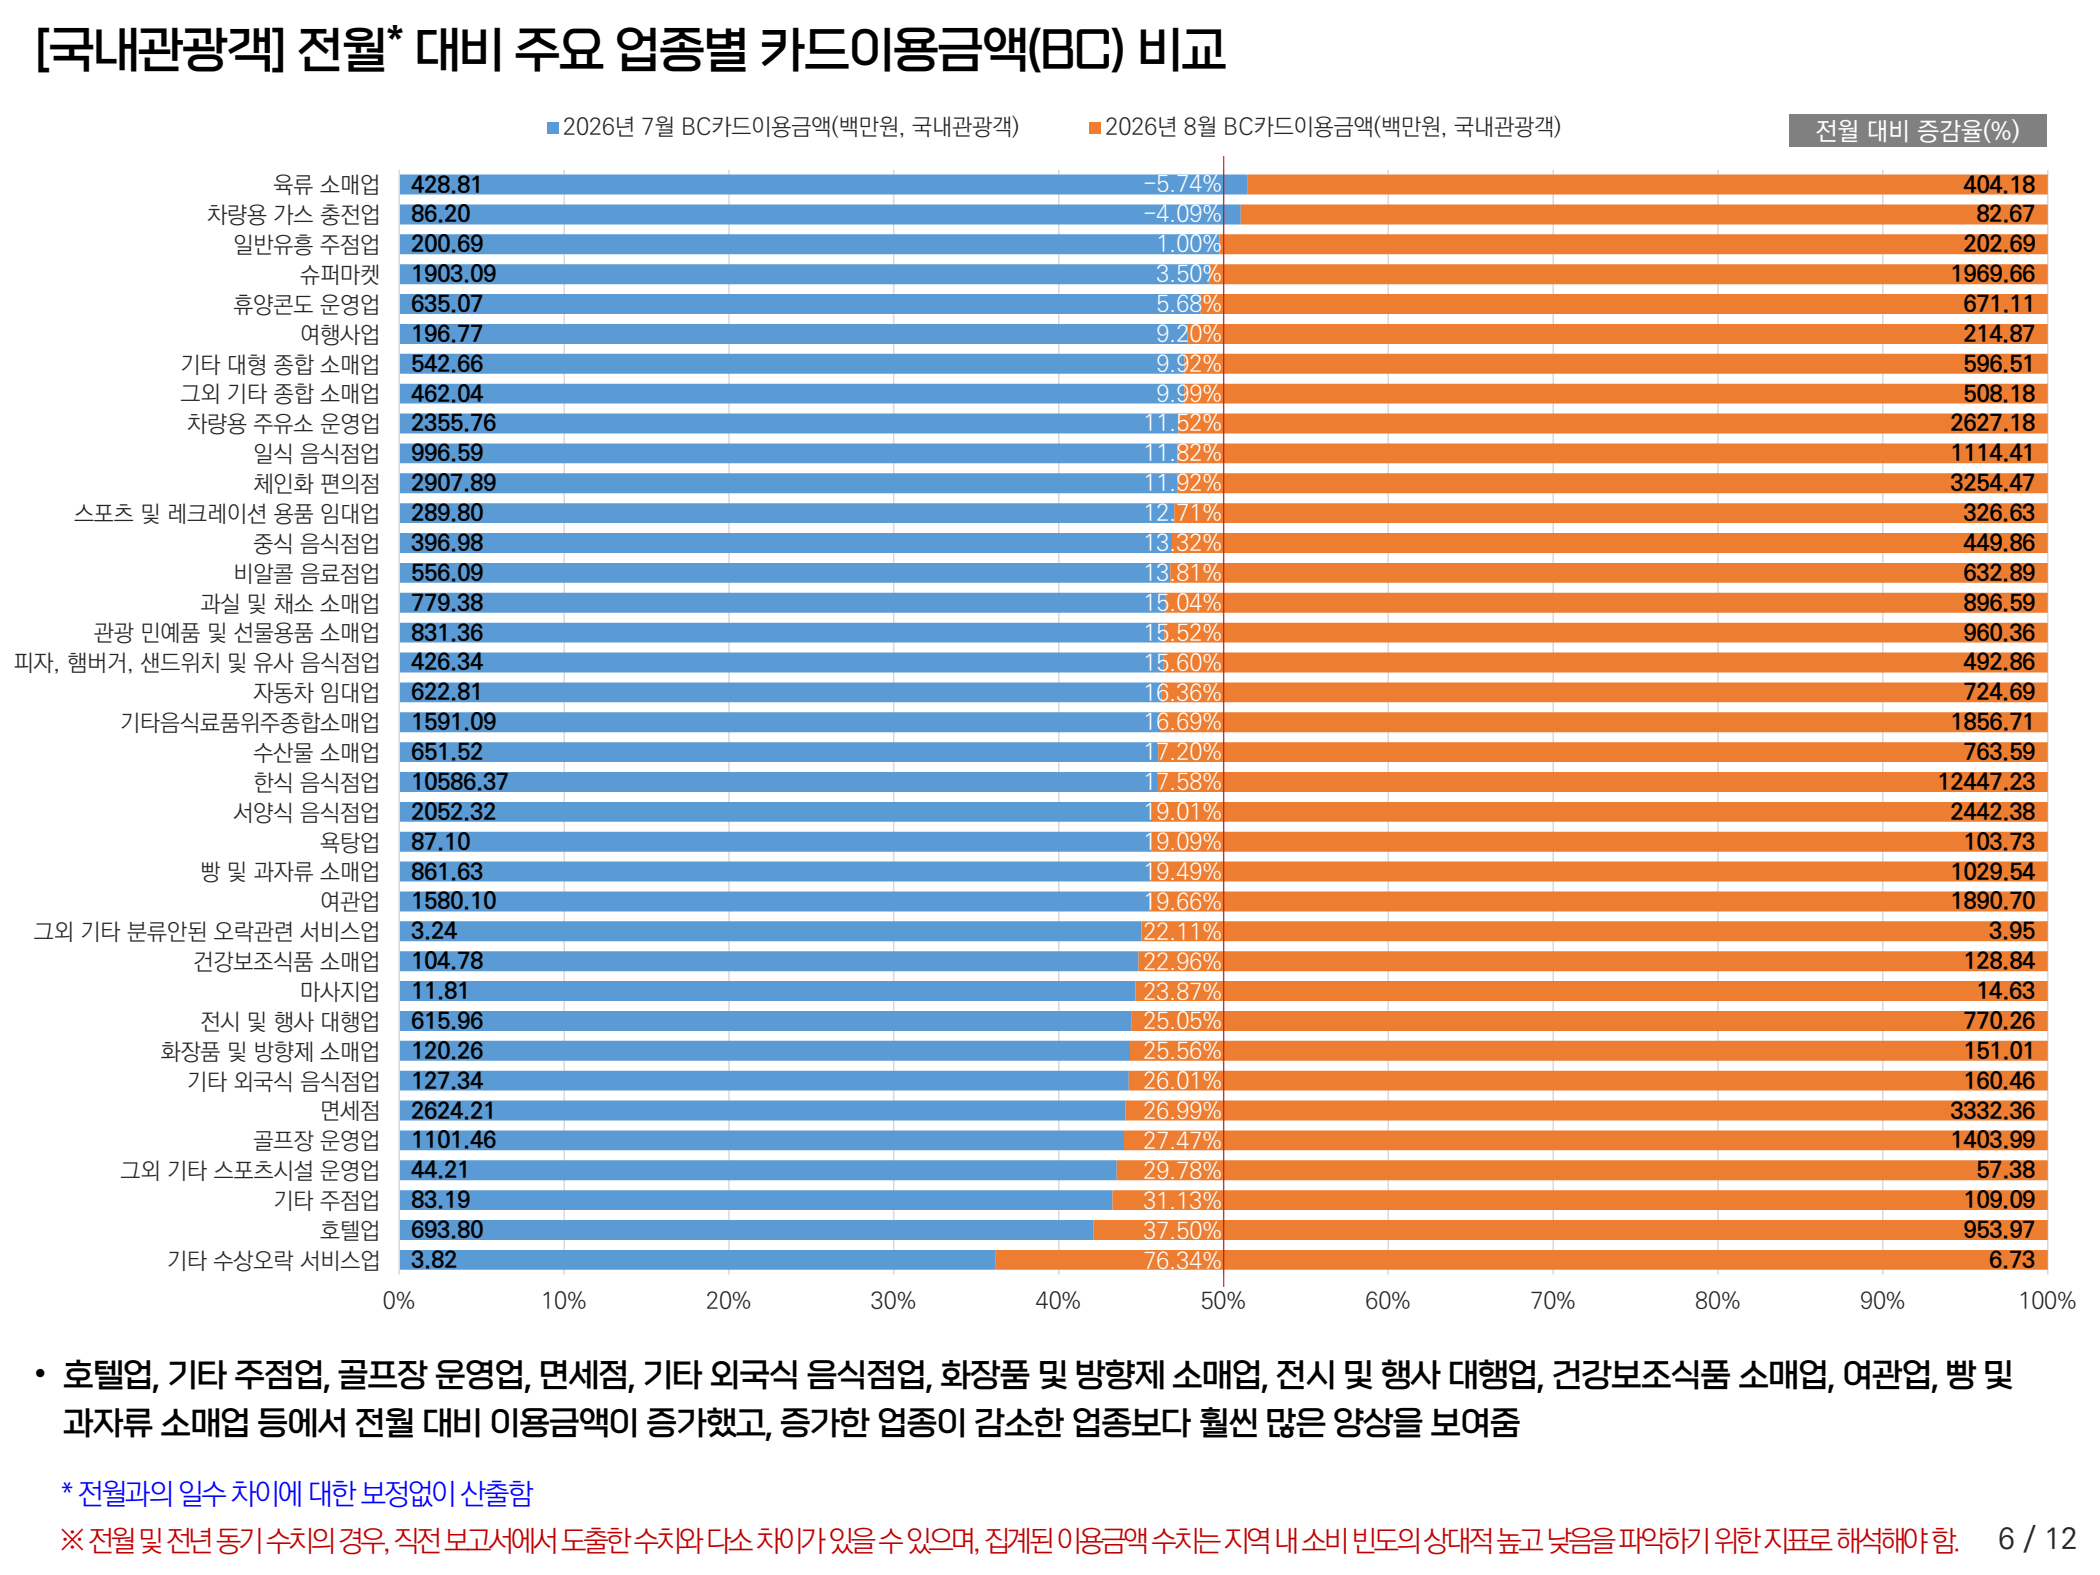 [국내관광객] 전월* 대비 주요 업종별 카드이용금액(BC) 비교
2026년 7월 BC카드이용금액(백만원, 국내관광객) 2026년 8월 BC카드이용금액(백만원, 국내관광객) 전월 대비 증감율(%)
육류 소매업 428.81 -5.74% 404.18
차량용 가스 충전업 86.20 -4.09% 82.67
일반유흥 주점업 200.69 1.00% 202.69
슈퍼마켓 1903.09 3.50% 1969.66
휴양콘도 운영업 635.07 5.68% 671.11
여행사업 196.77 9.20% 214.87
기타 대형 종합 소매업 542.66 9.92% 596.51
그외 기타 종합 소매업 462.04 9.99% 508.18
차량용 주유소 운영업 2355.76 11.52% 2627.18
일식 음식점업 996.59 11.82% 1114.41
체인화 편의점 2907.89 11.92% 3254.47
스포츠 및 레크레이션 용품 임대업 289.80 12.71% 326.63
중식 음식점업 396.98 13.32% 449.86
비알콜 음료점업 556.09 13.81% 632.89
과실 및 채소 소매업 779.38 15.04% 896.59
관광 민예품 및 선물용품 소매업 831.36 15.52% 960.36
피자, 햄버거, 샌드위치 및 유사 음식점업 426.34 15.60% 492.86
자동차 임대업 622.81 16.36% 724.69
기타음식료품위주종합소매업 1591.09 16.69% 1856.71
수산물 소매업 651.52 17.20% 763.59
한식 음식점업 10586.37 17.58% 12447.23
서양식 음식점업 2052.32 19.01% 2442.38
욕탕업 87.10 19.09% 103.73
빵 및 과자류 소매업 861.63 19.49% 1029.54
여관업 1580.10 19.66% 1890.70
그외 기타 분류안된 오락관련 서비스업 3.24 22.11% 3.95
건강보조식품 소매업 104.78 22.96% 128.84
마사지업 11.81 23.87% 14.63
전시 및 행사 대행업 615.96 25.05% 770.26
화장품 및 방향제 소매업 120.26 25.56% 151.01
기타 외국식 음식점업 127.34 26.01% 160.46
면세점 2624.21 26.99% 3332.36
골프장 운영업 1101.46 27.47% 1403.99
그외 기타 스포츠시설 운영업 44.21 29.78% 57.38
기타 주점업 83.19 31.13% 109.09
호텔업 693.80 37.50% 953.97
기타 수상오락 서비스업 3.82 76.34% 6.73
0% 10% 20% 30% 40% 50% 60% 70% 80% 90% 100%
• 호텔업, 기타 주점업, 골프장 운영업, 면세점, 기타 외국식 음식점업, 화장품 및 방향제 소매업, 전시 및 행사 대행업, 건강보조식품 소매업, 여관업, 빵 및
과자류 소매업 등에서 전월 대비 이용금액이 증가했고, 증가한 업종이 감소한 업종보다 훨씬 많은 양상을 보여줌
* 전월과의 일수 차이에 대한 보정없이 산출함
※ 전월 및 전년 동기 수치의 경우, 직전 보고서에서 도출한 수치와 다소 차이가 있을 수 있으며, 집계된 이용금액 수치는 지역 내 소비 빈도의 상대적 높고 낮음을 파악하기 위한 지표로 해석해야 함. 6 / 12